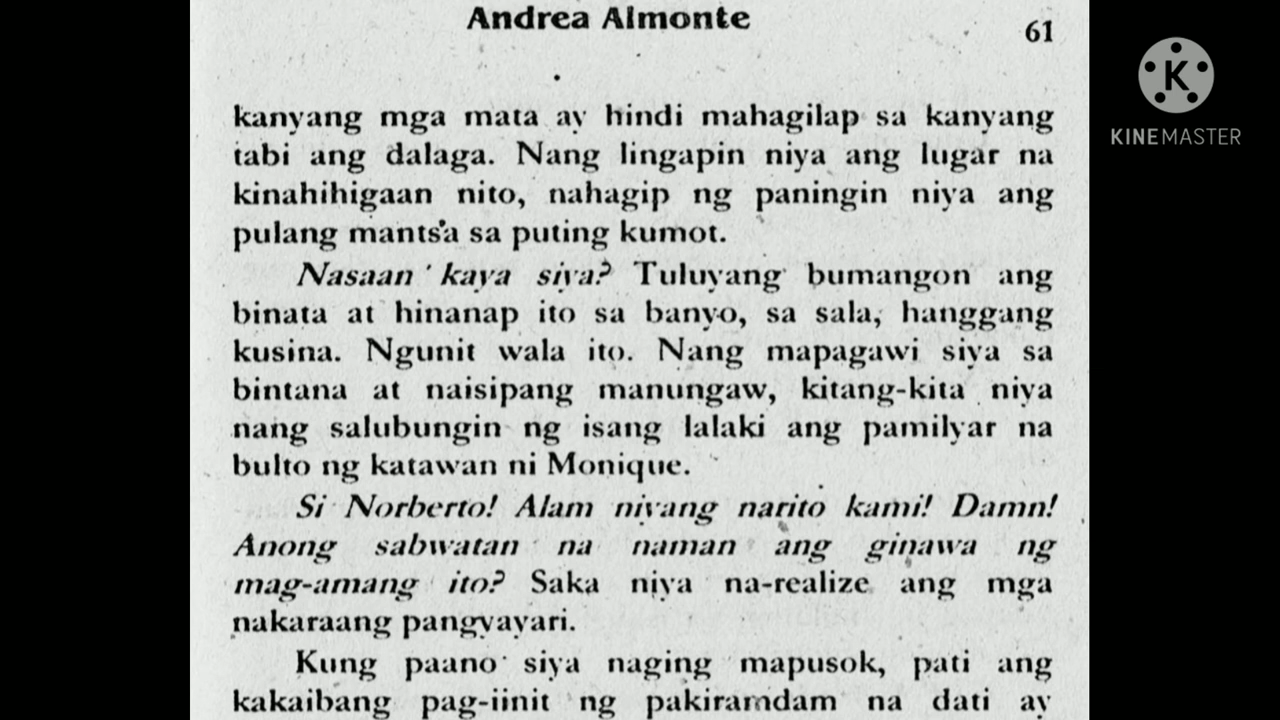 Andrea Almonte
61
kanyang mga mata ay hindi mahagilap sa kanyang
tabi ang dalaga. Nang lingapin niya ang lugar na
kinahihigaan nito, nahagip ng paningin niya ang
pulang mantsa sa puting kumot.
Nasaan kaya siya? Tuluyang bumangon ang
binata at hinanap ito sa banyo, sa sala, hanggang
kusina. Ngunit wala ito. Nang mapagawi siya sa
bintana at naisipang manungaw, kitang-kita niya
nang salubungin ng isang lalaki ang pamilyar na
bulto ng katawan ni Monique.
Si Norberto! Alam niyang narito kami! Damn!
Anong sabwatan na naman ang ginawa ng
mag-amang ito? Saka niya na-realize ang mga
nakaraang pangyayari.
Kung paano siya naging mapusok, pati ang
kakaibang pag-iinit ng pakiramdam na dati ay
K
KINEMASTER